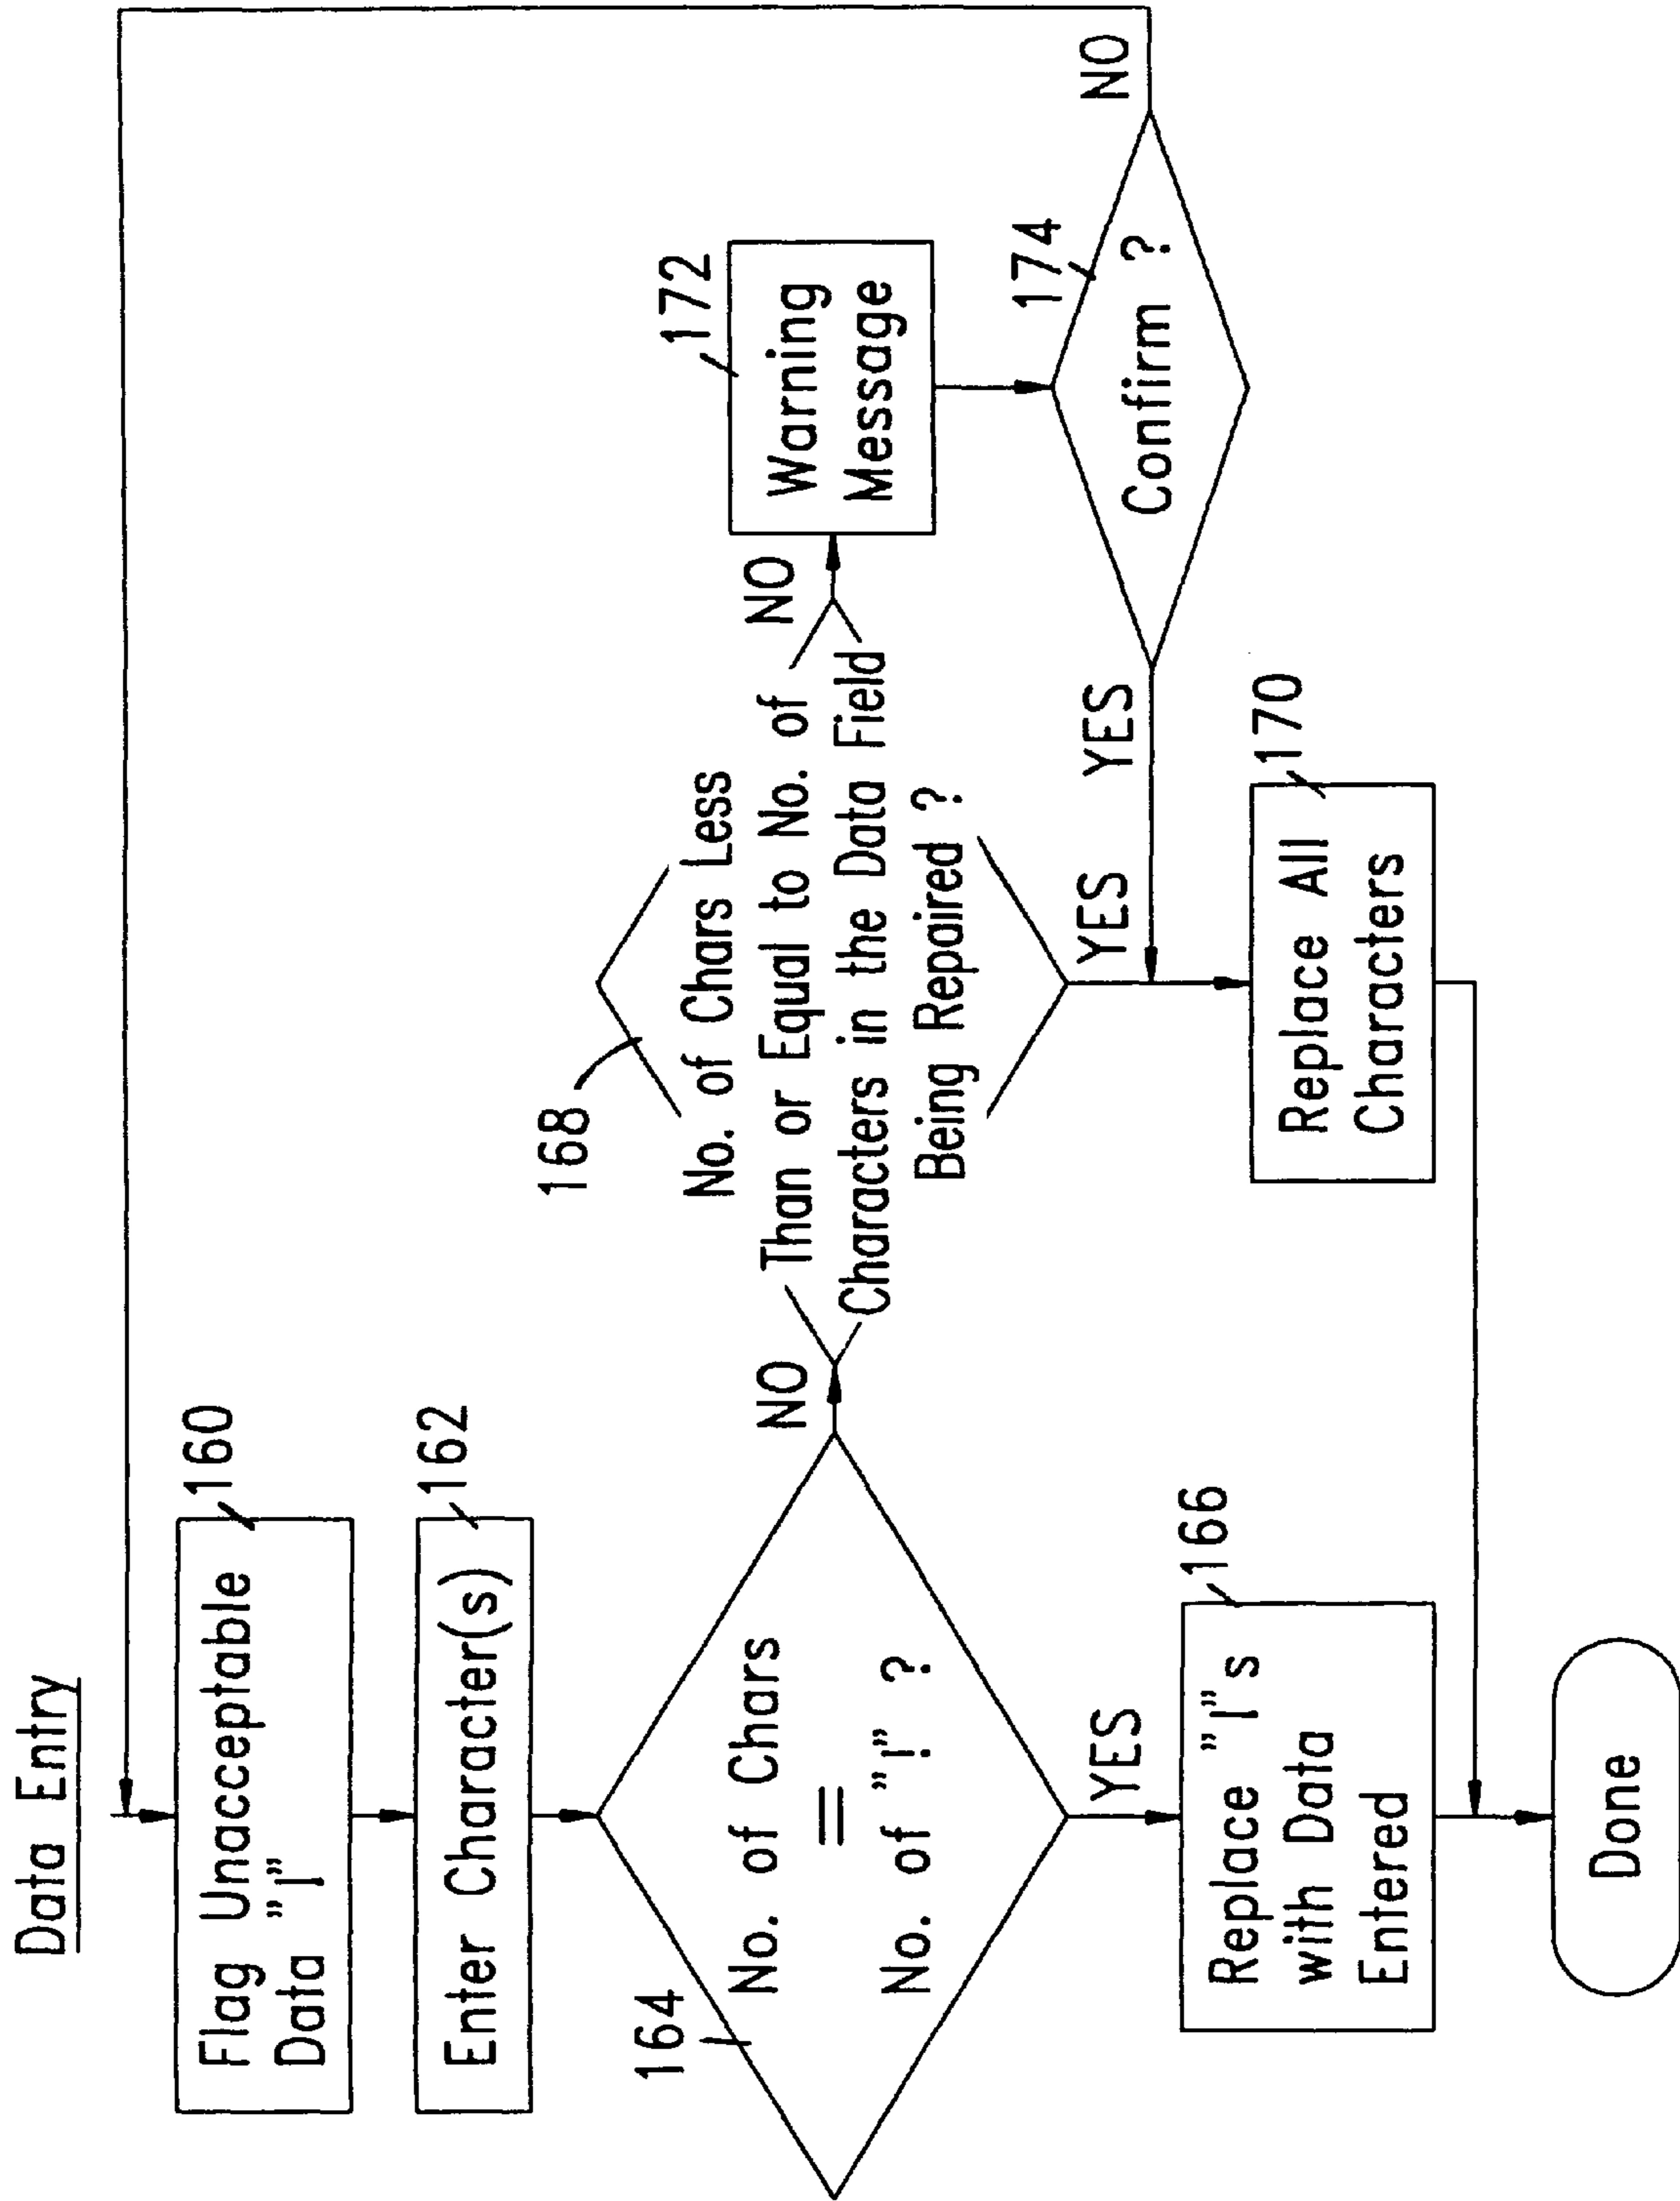 Data Entry
160
Flag Unacceptable
Data "|"
162
Enter Character(s)
164
No. of Chars
=
No. of "|" ?
NO
YES
166
Replace "|"s
with Data
Entered
Done
168
No. of Chars Less
Than or Equal to No. of
Characters in the Data Field
Being Repaired ?
NO
YES
172
Warning
Message
174
Confirm ?
NO
YES
170
Replace All
Characters